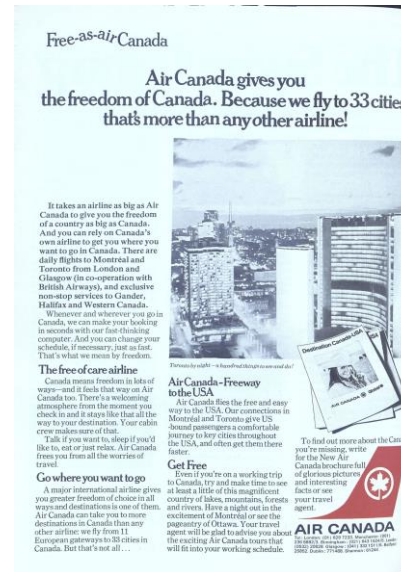 Free-as-air Canada
Air Canada gives you
the freedom of Canada. Because we fly to 33 citie
that's more than any other airline!
It takes an airline as big as Air
Canada to give you the freedom
of a country as big as Canada.
And you can rely on Canada's
own airline to get you where you
want to go in Canada. There are
daily flights to Montréal and
Toronto from London and
Glasgow (in co-operation with
British Airways), and exclusive
non-stop services to Gander,
Halifax and Western Canada.
Whenever and wherever you go in
Canada, we can make your booking
in seconds with our fast-thinking
computer. And you can change your
schedule, if necessary, just as fast.
That's what we mean by freedom.
The free of care airline
Canada means freedom in lots of
ways—and it feels that way on Air
Canada too. There's a welcoming
atmosphere from the moment you
check in and it stays like that all the
way to your destination. Your cabin
crew makes sure of that.
Talk if you want to, sleep if you'd
like to, eat or just relax. Air Canada
frees you from all the worries of
travel.
Go where you want to go
A major international airline gives
you greater freedom of choice in all
ways and destinations is one of them.
Air Canada can take you to more
destinations in Canada than any
other airline: we fly from 11
European gateways to 33 cities in
Canada. But that's not all...
Toronto by night – a hundred things to see and do!
Air Canada-Freeway
to the USA
Air Canada flies the free and easy
way to the USA. Our connections in
Montréal and Toronto give US
-bound passengers a comfortable
journey to key cities throughout
the USA, and often get them there
faster.
Get Free
Even if you're on a working trip
to Canada, try and make time to see
at least a little of this magnificent
country of lakes, mountains, forests
and rivers. Have a night out in the
excitement of Montréal or see the
pageantry of Ottawa. Your travel
agent will be glad to advise you about
the exciting Air Canada tours that
will fit into your working schedule.
Destination Canada USA
AIR CANADA
To find out more about the Can
you're missing, write
for the New Air
Canada brochure full
of glorious pictures
and interesting
facts or see
your travel
agent.
AIR CANADA